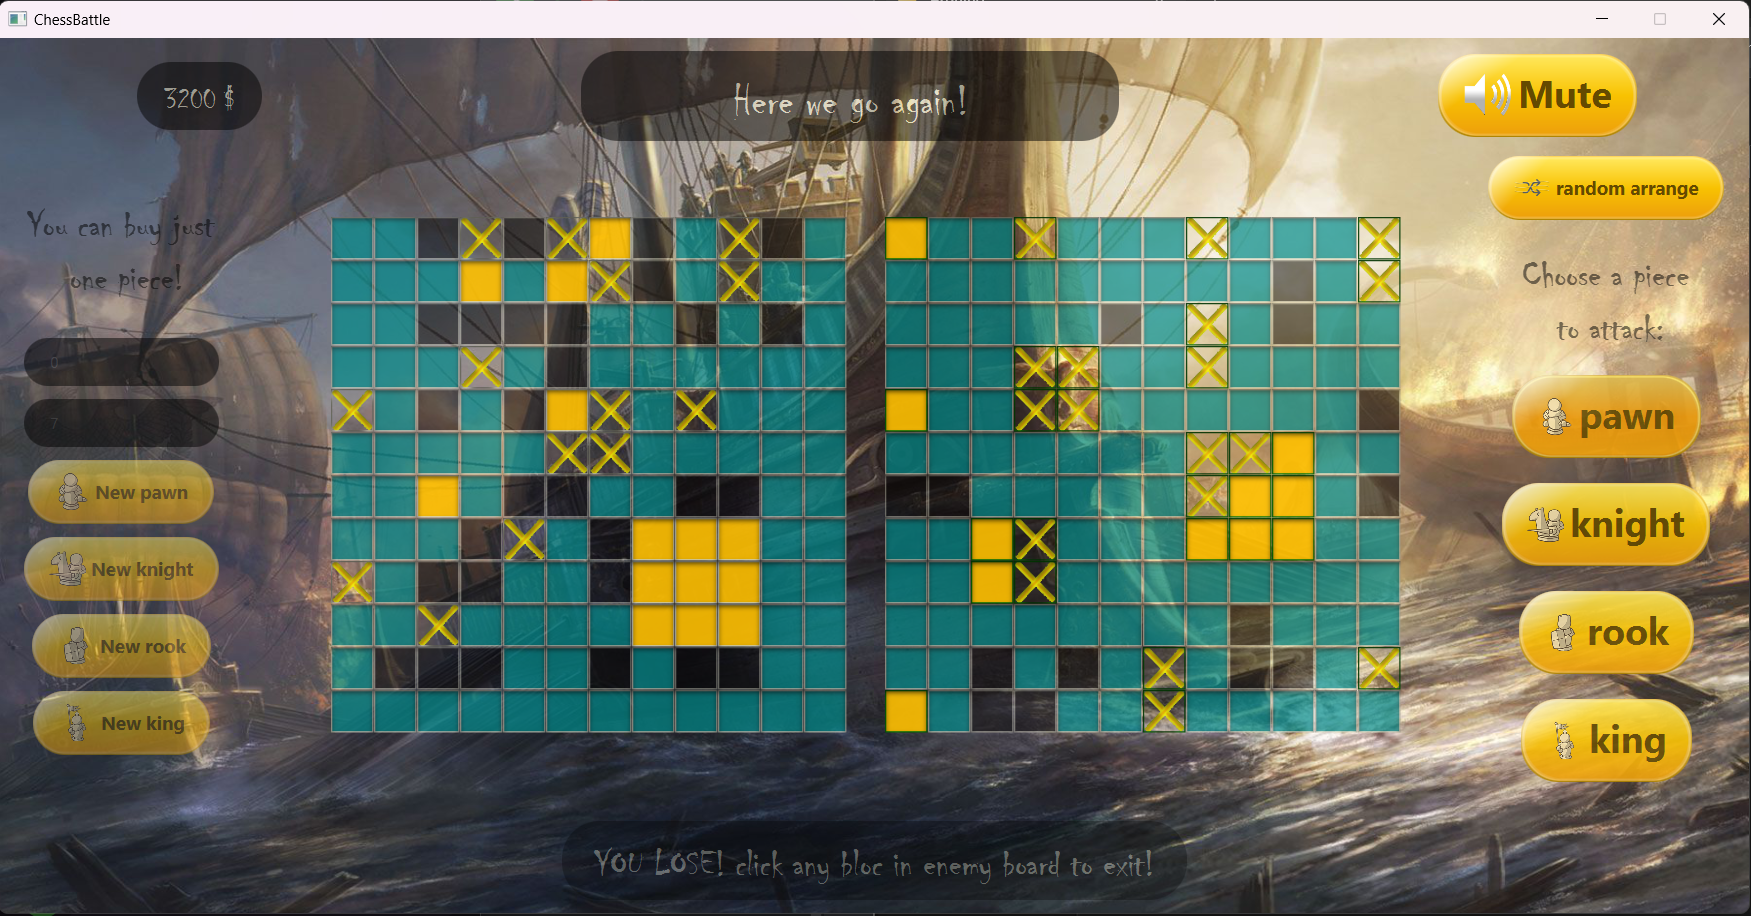 ChessBattle
3200 $
Here we go again!
Mute
random arrange
You can buy just
one piece!
Choose a piece
to attack:
0
7
New pawn
New knight
New rook
New king
pawn
knight
rook
king
YOU LOSE! click any bloc in enemy board to exit!